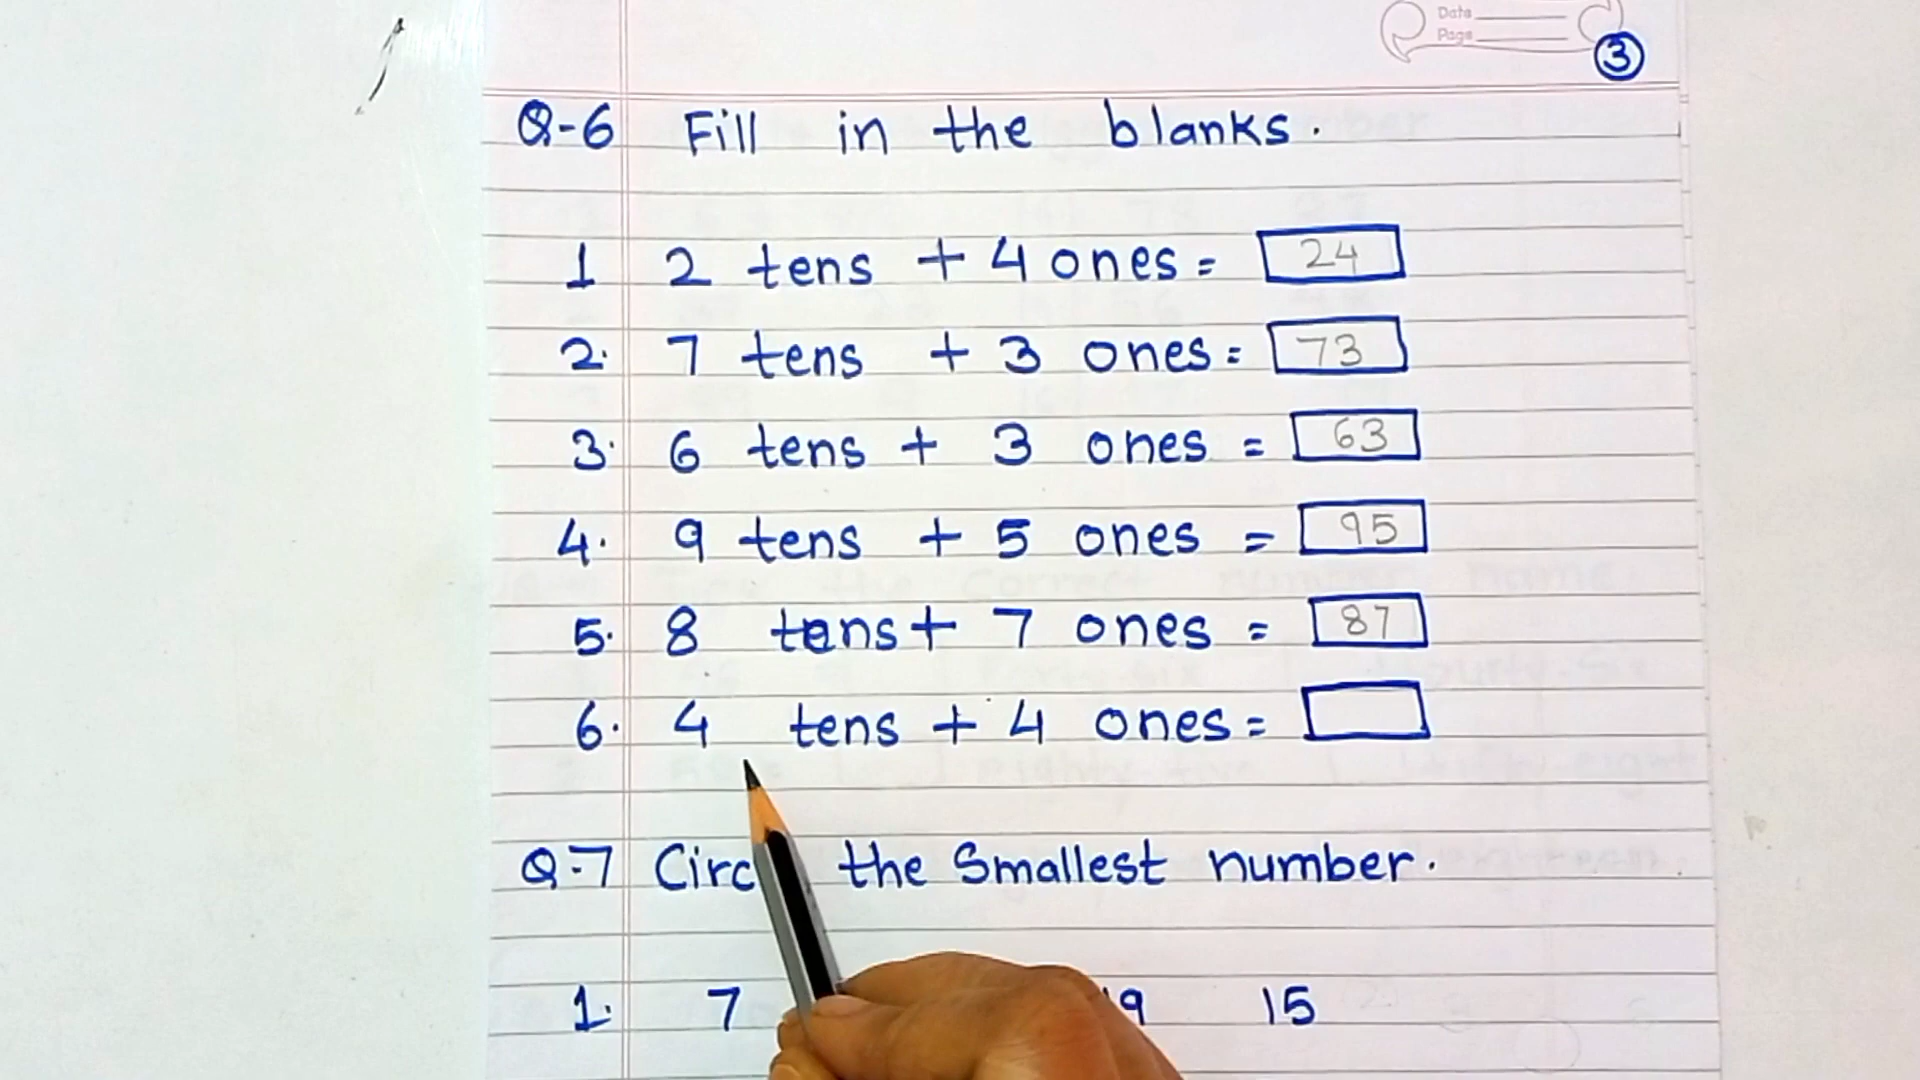 Data
Page
3
Q-6 Fill in the blanks.
1 2 tens + 4 ones = 24
2. 7 tens + 3 ones = 73
3. 6 tens + 3 ones = 63
4. 9 tens + 5 ones = 95
5. 8 tens + 7 ones = 87
6. 4 tens + 4 ones =
Q.7 the Smallest number.
1. 7 15